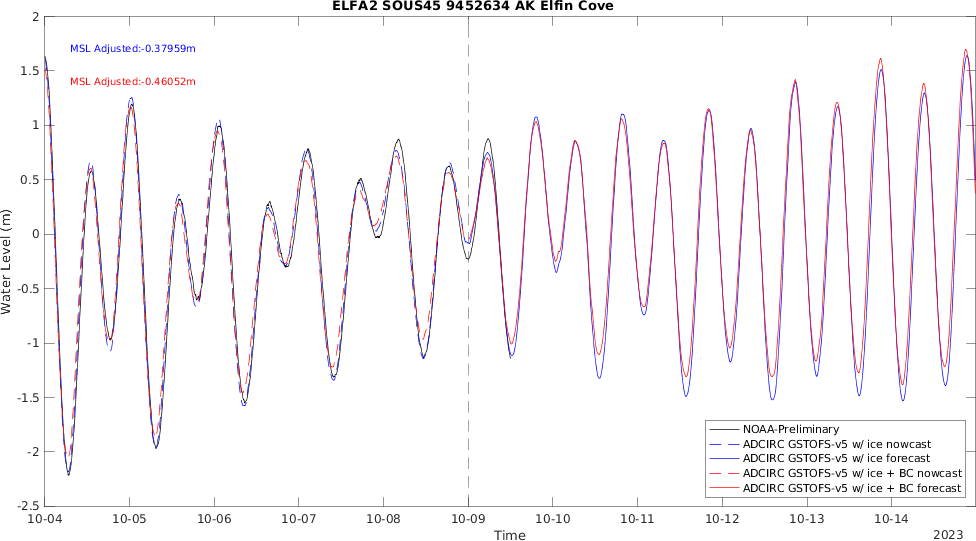 ELFA2 SOUS45 9452634 AK Elfin Cove
MSL Adjusted:-0.37959m
MSL Adjusted:-0.46052m
Water Level (m)
2
1.5
1
0.5
0
-0.5
-1
-1.5
-2
-2.5
NOAA-Preliminary
ADCIRC GSTOFS-v5 w/ ice nowcast
ADCIRC GSTOFS-v5 w/ ice forecast
ADCIRC GSTOFS-v5 w/ ice + BC nowcast
ADCIRC GSTOFS-v5 w/ ice + BC forecast
10-04 10-05 10-06 10-07 10-08 10-09 10-10 10-11 10-12 10-13 10-14
Time
2023